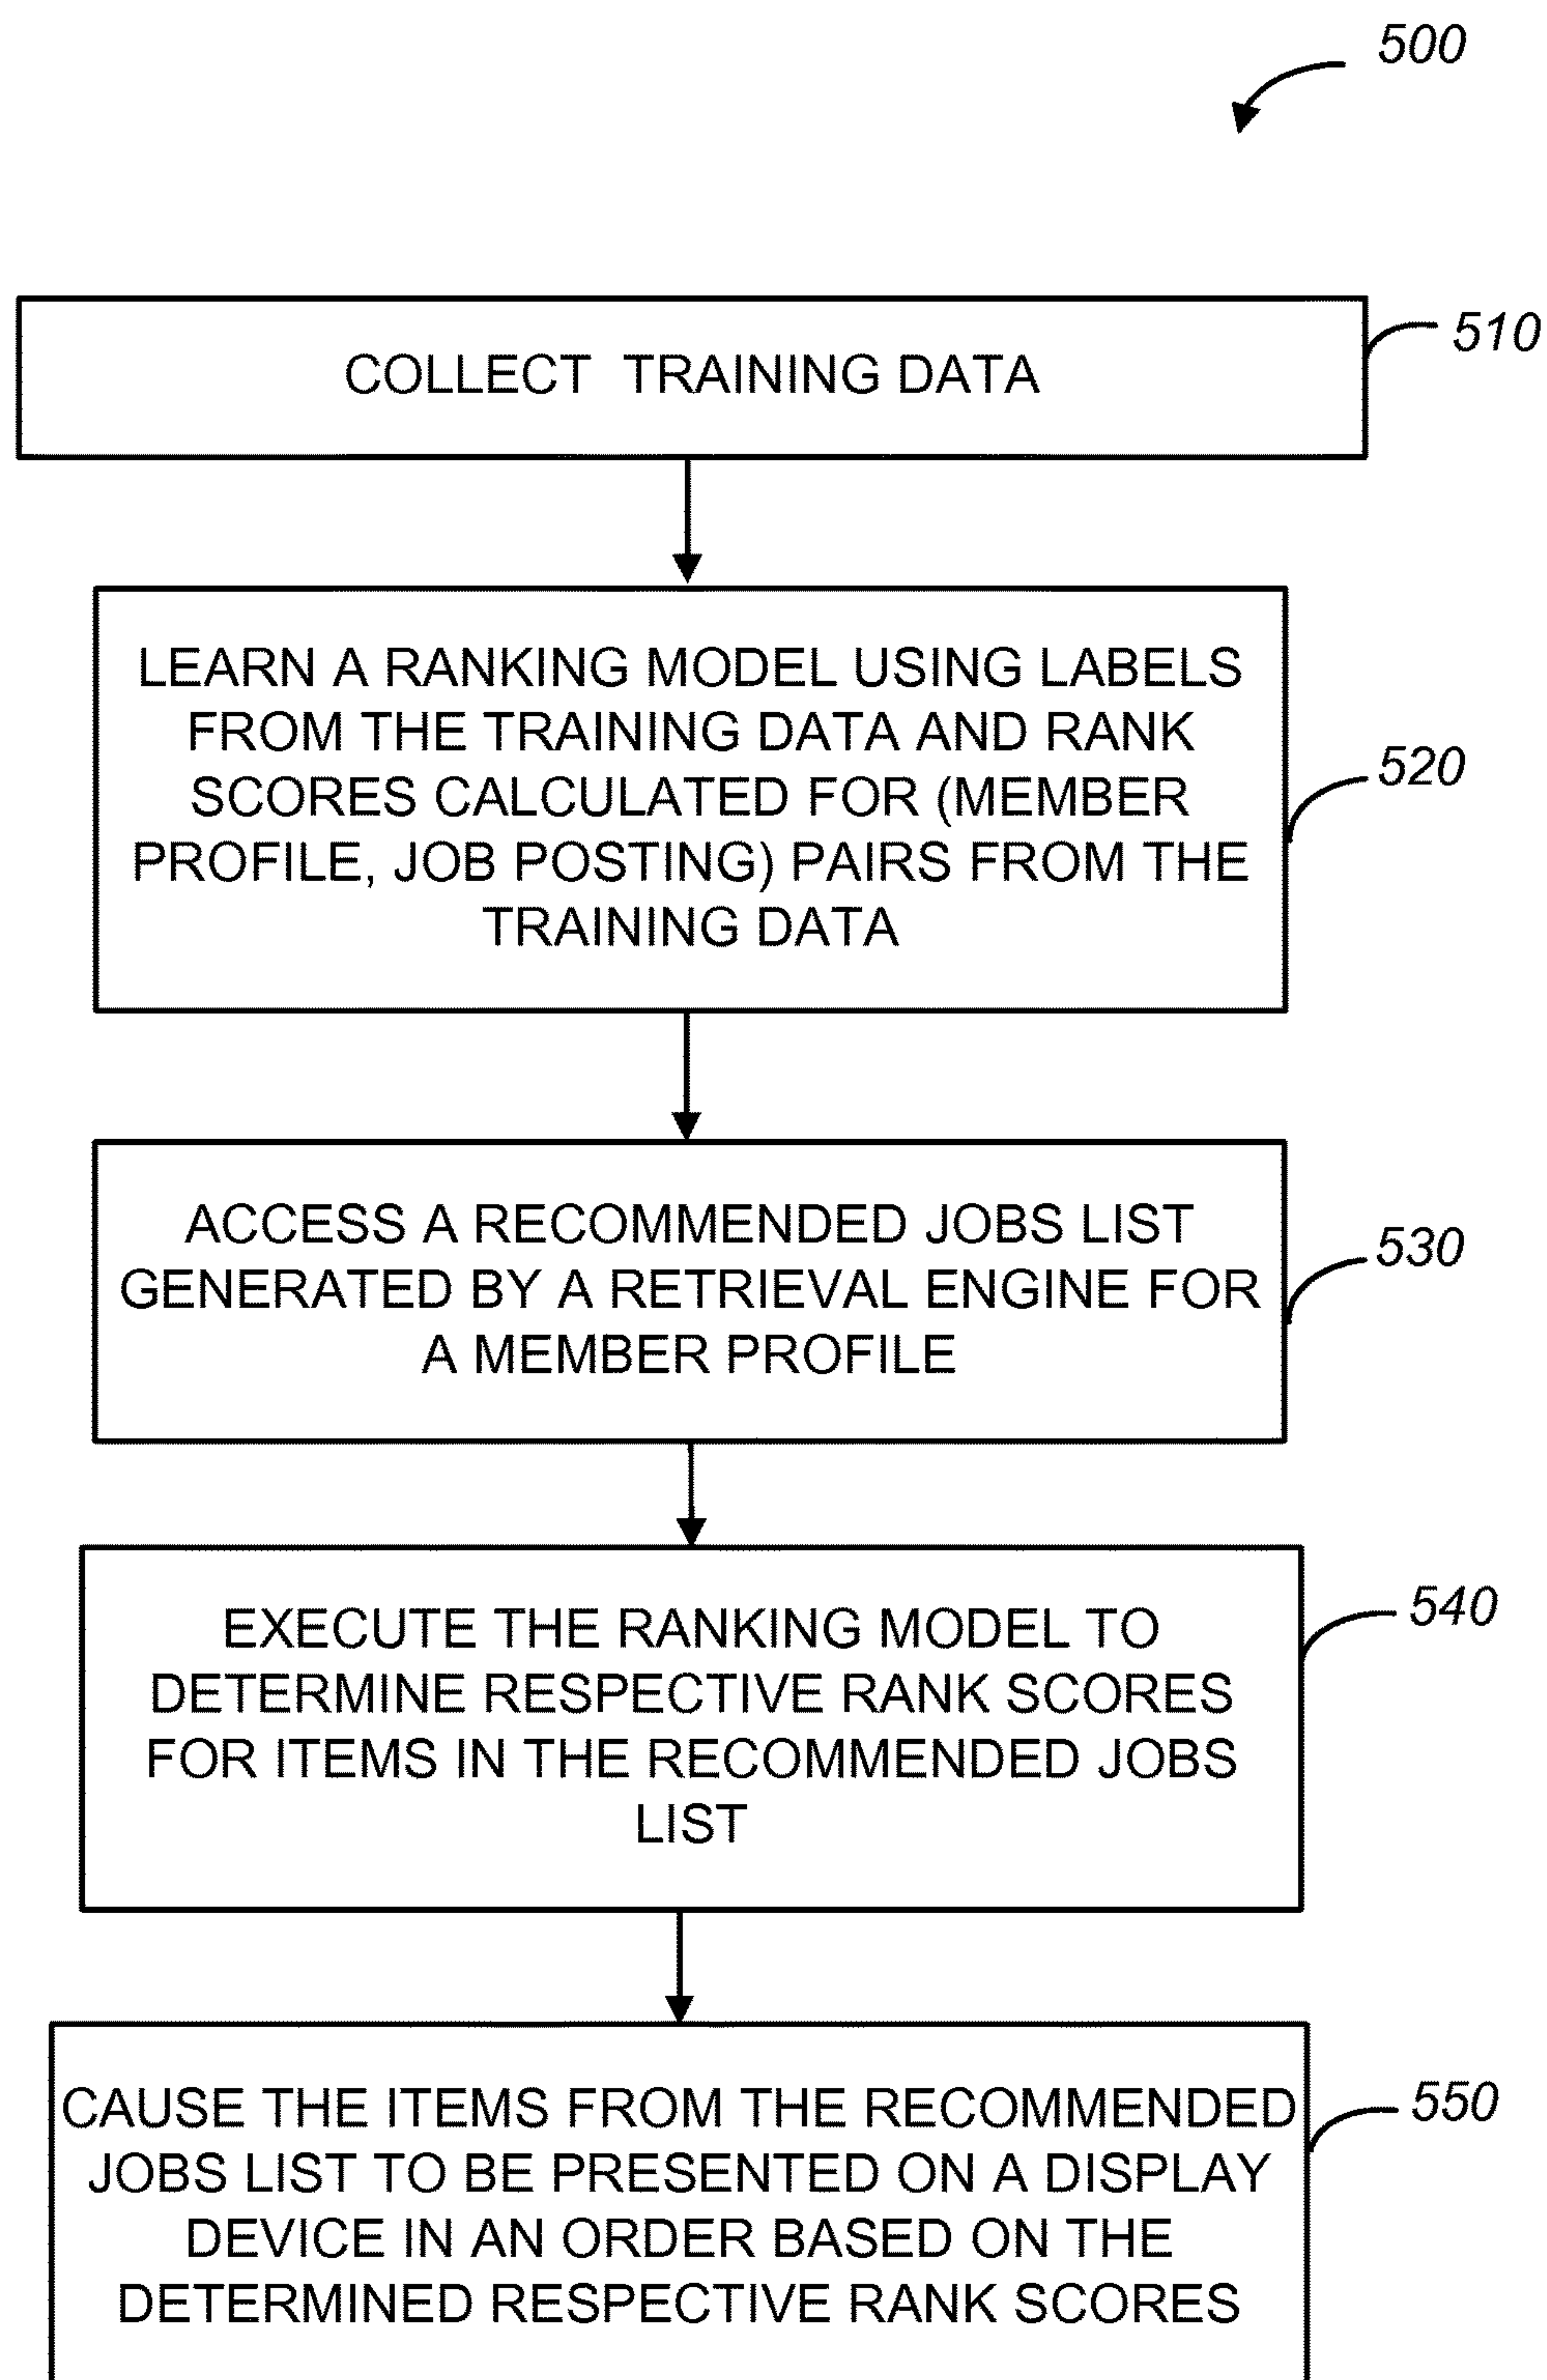 500
COLLECT TRAINING DATA
510
LEARN A RANKING MODEL USING LABELS
FROM THE TRAINING DATA AND RANK
SCORES CALCULATED FOR (MEMBER
PROFILE, JOB POSTING) PAIRS FROM THE
TRAINING DATA
520
ACCESS A RECOMMENDED JOBS LIST
GENERATED BY A RETRIEVAL ENGINE FOR
A MEMBER PROFILE
530
EXECUTE THE RANKING MODEL TO
DETERMINE RESPECTIVE RANK SCORES
FOR ITEMS IN THE RECOMMENDED JOBS
LIST
540
CAUSE THE ITEMS FROM THE RECOMMENDED
JOBS LIST TO BE PRESENTED ON A DISPLAY
DEVICE IN AN ORDER BASED ON THE
DETERMINED RESPECTIVE RANK SCORES
550